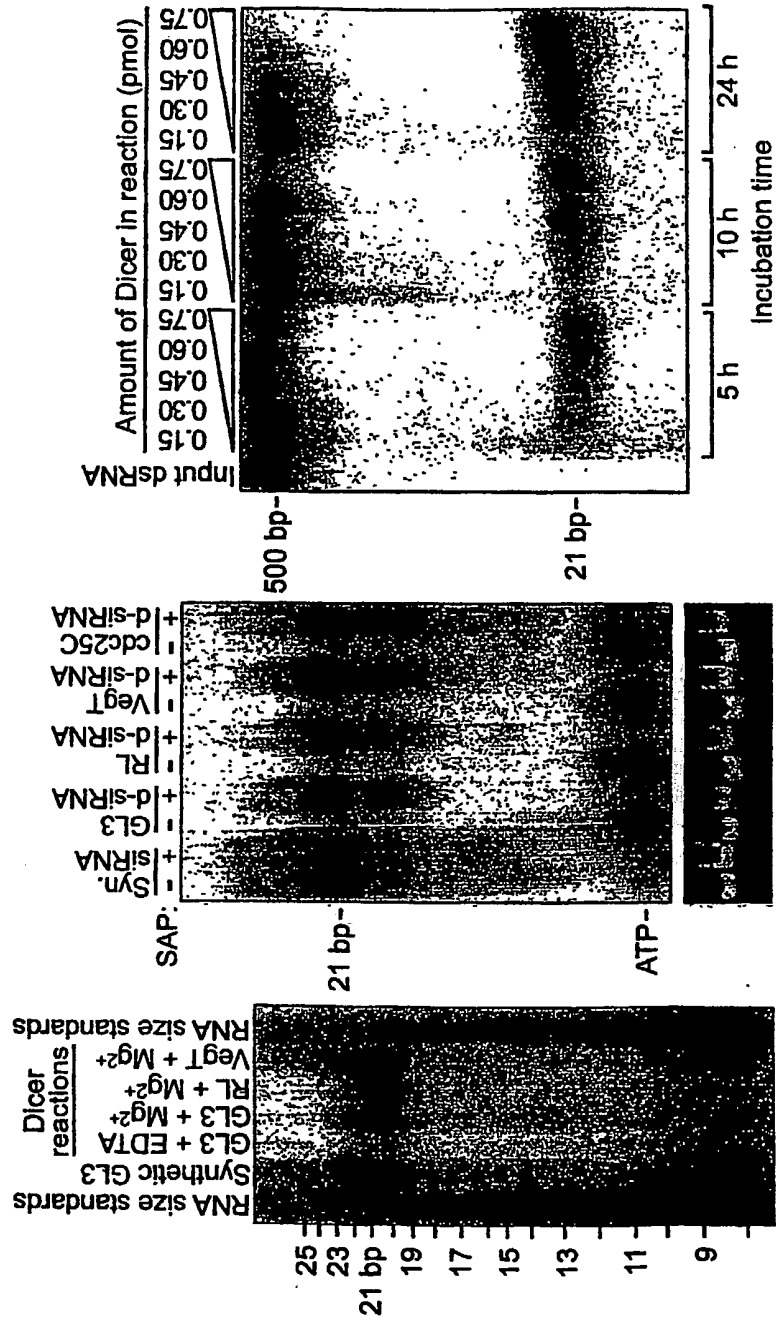 RNA size standards
Synthetic GL3
GL3 + EDTA
GL3 + Mg²⁺
RL + Mg²⁺
VegT + Mg²⁺
RNA size standards
Dicer
reactions
25
23
21 bp
19
17
15
13
11
9
SAP:
- +
- +
- +
- +
- +
Syn.
siRNA
GL3
d-siRNA
RL
d-siRNA
VegT
d-siRNA
cdc25C
d-siRNA
21 bp-
ATP-
Amount of Dicer in reaction (pmol)
Input dsRNA
0.15
0.30
0.45
0.60
0.75
0.15
0.30
0.45
0.60
0.75
0.15
0.30
0.45
0.60
0.75
500 bp-
21 bp-
5 h
10 h
24 h
Incubation time